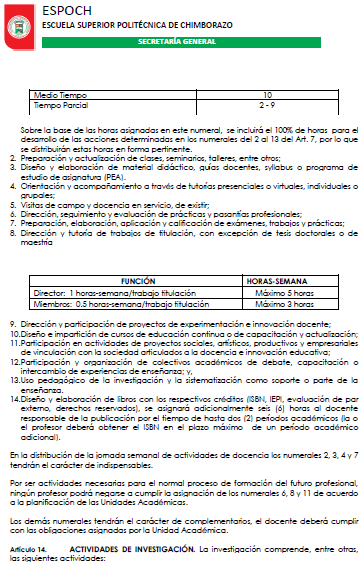 ESPOCH
ESCUELA SUPERIOR POLITÉCNICA DE CHIMBORAZO
SECRETARÍA GENERAL
Medio Tiempo 10
Tiempo Parcial 2 - 9
Sobre la base de las horas asignadas en este numeral, se incluirá el 100% de horas para el
desarrollo de las acciones determinadas en los numerales del 2 al 13 del Art. 7, por lo que
se distribuirán estas horas en forma pertinente.
2. Preparación y actualización de clases, seminarios, talleres, entre otros;
3. Diseño y elaboración de material didáctico, guías docentes, syllabus o programa de
estudio de asignatura (PEA).
4. Orientación y acompañamiento a través de tutorías presenciales o virtuales, individuales o
grupales;
5. Visitas de campo y docencia en servicio, de existir;
6. Dirección, seguimiento y evaluación de prácticas y pasantías profesionales;
7. Preparación, elaboración, aplicación y calificación de exámenes, trabajos y prácticas;
8. Dirección y tutoría de trabajos de titulación, con excepción de tesis doctorales o de
maestría
FUNCIÓN HORAS-SEMANA
Director: 1 horas-semana/trabajo titulación Máximo 5 horas
Miembros: 0.5 horas-semana/trabajo titulación Máximo 3 horas
9. Dirección y participación de proyectos de experimentación e innovación docente;
10.Diseño e impartición de cursos de educación continua o de capacitación y actualización;
11.Participación en actividades de proyectos sociales, artísticos, productivos y empresariales
de vinculación con la sociedad articulados a la docencia e innovación educativa;
12.Participación y organización de colectivos académicos de debate, capacitación o
intercambio de experiencias de enseñanza; y,
13.Uso pedagógico de la investigación y la sistematización como soporte o parte de la
enseñanza.
14.Diseño y elaboración de libros con los respectivos créditos (ISBN, IEPI, evaluación de par
externo, derechos reservados), se asignará adicionalmente seis (6) horas al docente
responsable de la publicación por el tiempo de hasta dos (2) períodos académicos (la o
el profesor deberá obtener el ISBN en el plazo máximo de un período académico
adicional).
En la distribución de la jornada semanal de actividades de docencia los numerales 2, 3, 4 y 7
tendrán el carácter de indispensables.
Por ser actividades necesarias para el normal proceso de formación del futuro profesional,
ningún profesor podrá negarse a cumplir la asignación de los numerales 6, 8 y 11 de acuerdo
a la planificación de las Unidades Académicas.
Los demás numerales tendrán el carácter de complementarios, el docente deberá cumplir
con las obligaciones asignadas por la Unidad Académica.
Artículo 14. ACTIVIDADES DE INVESTIGACIÓN. La investigación comprende, entre otras,
las siguientes actividades: